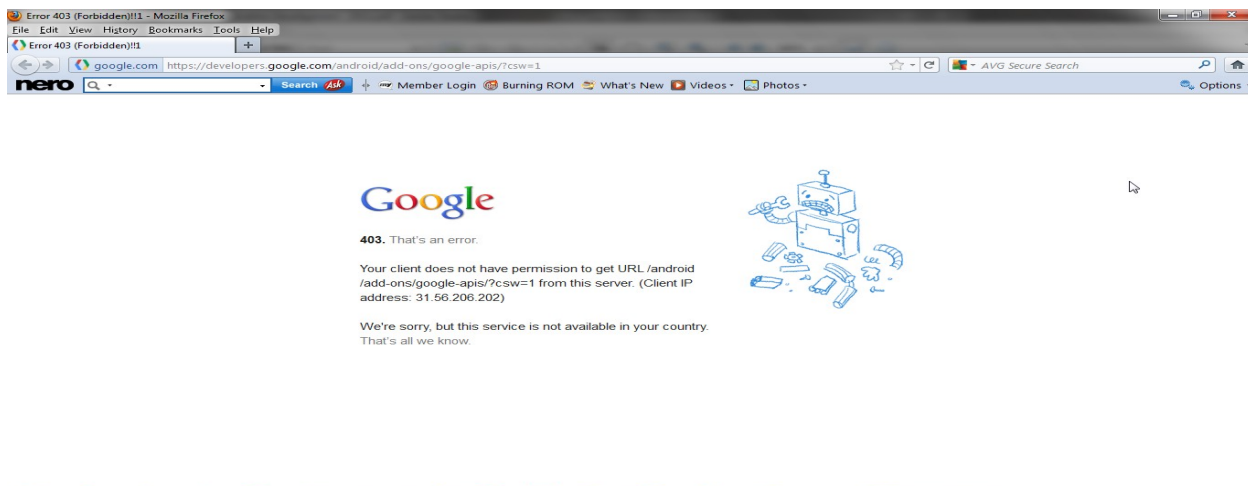 Error 403 (Forbidden)!!1 - Mozilla Firefox
File Edit View History Bookmarks Tools Help
Error 403 (Forbidden)!!1 +
google.com https://developers.google.com/android/add-ons/google-apis/?csw=1 AVG Secure Search
nero Search Ask Member Login Burning ROM What's New Videos Photos Options
Google
403. That's an error.
Your client does not have permission to get URL /android
/add-ons/google-apis/?csw=1 from this server. (Client IP
address: 31.56.206.202)
We're sorry, but this service is not available in your country.
That's all we know.